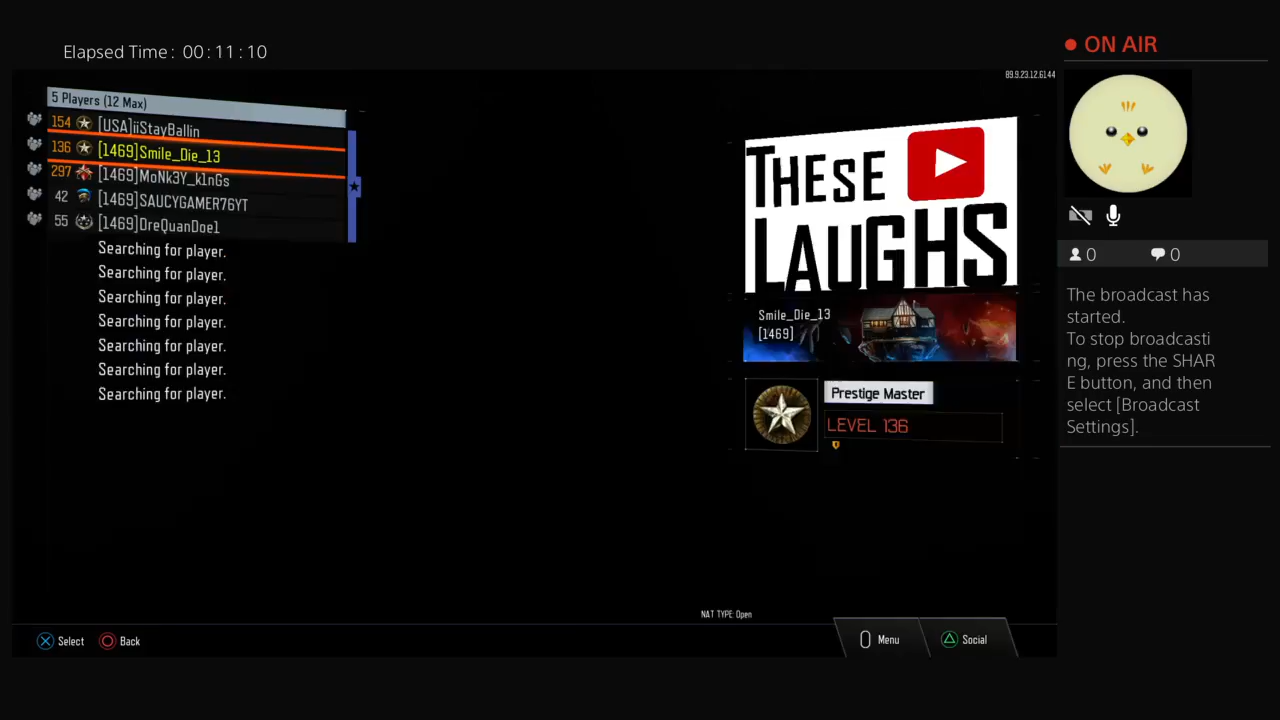 Elapsed Time: 00:11:10
ON AIR
89.9.23.12.6144
5 Players (12 Max)
154 [USA]iiStayBallin
136 [1469]Smile_Die_13
297 [1469]MoNk3Y_k1nGs
42 [1469]SAUCYGAMER76YT
55 [1469]DreQuanDoe1
Searching for player.
Searching for player.
Searching for player.
Searching for player.
Searching for player.
Searching for player.
Searching for player.
THESE
LAUGHS
Smile_Die_13
[1469]
Prestige Master
LEVEL 136
0 0
The broadcast has
started.
To stop broadcasti
ng, press the SHAR
E button, and then
select [Broadcast
Settings].
NAT TYPE: Open
Select Back Menu Social